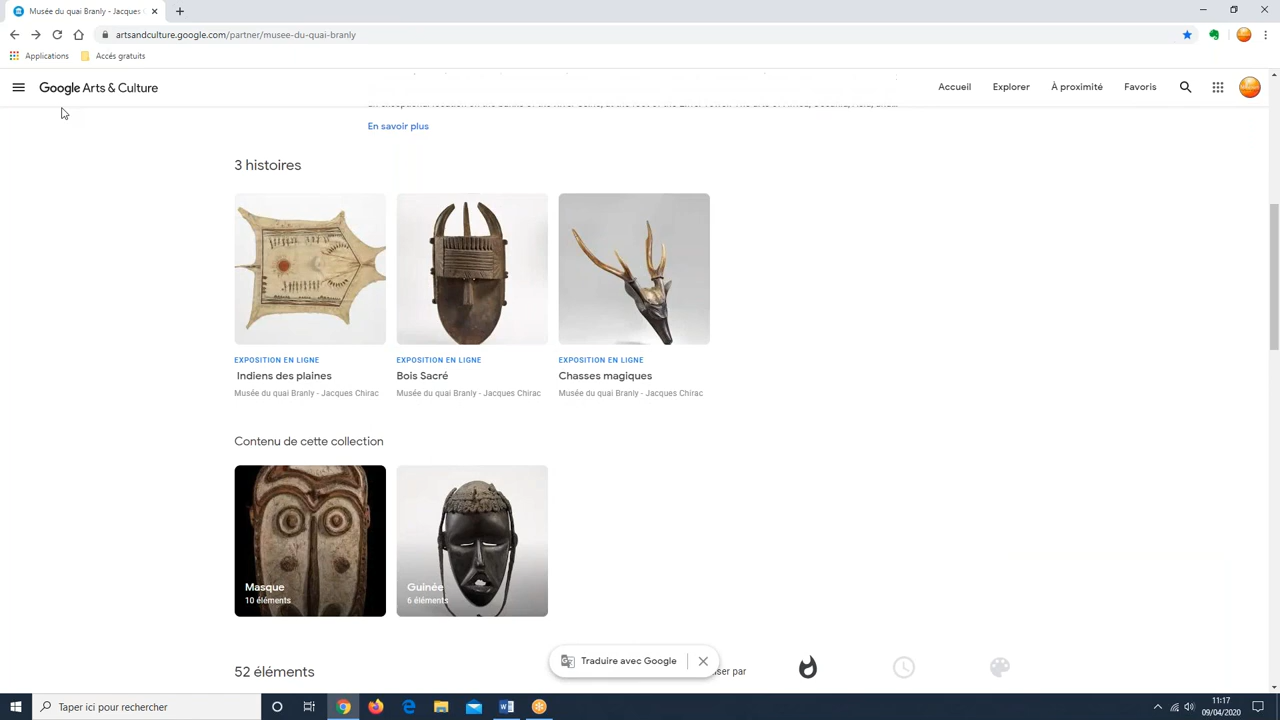 Musée du quai Branly - Jacques C
artsandculture.google.com/partner/musee-du-quai-branly
Applications
Accés gratuits
Google Arts & Culture
Accueil
Explorer
À proximité
Favoris
En savoir plus
3 histoires
EXPOSITION EN LIGNE
EXPOSITION EN LIGNE
EXPOSITION EN LIGNE
Indiens des plaines
Bois Sacré
Chasses magiques
Musée du quai Branly - Jacques Chirac
Musée du quai Branly - Jacques Chirac
Musée du quai Branly - Jacques Chirac
Contenu de cette collection
Masque
10 éléments
Guinée
6 éléments
52 éléments
Traduire avec Google
iser par
Taper ici pour rechercher
11:17
09/04/2020